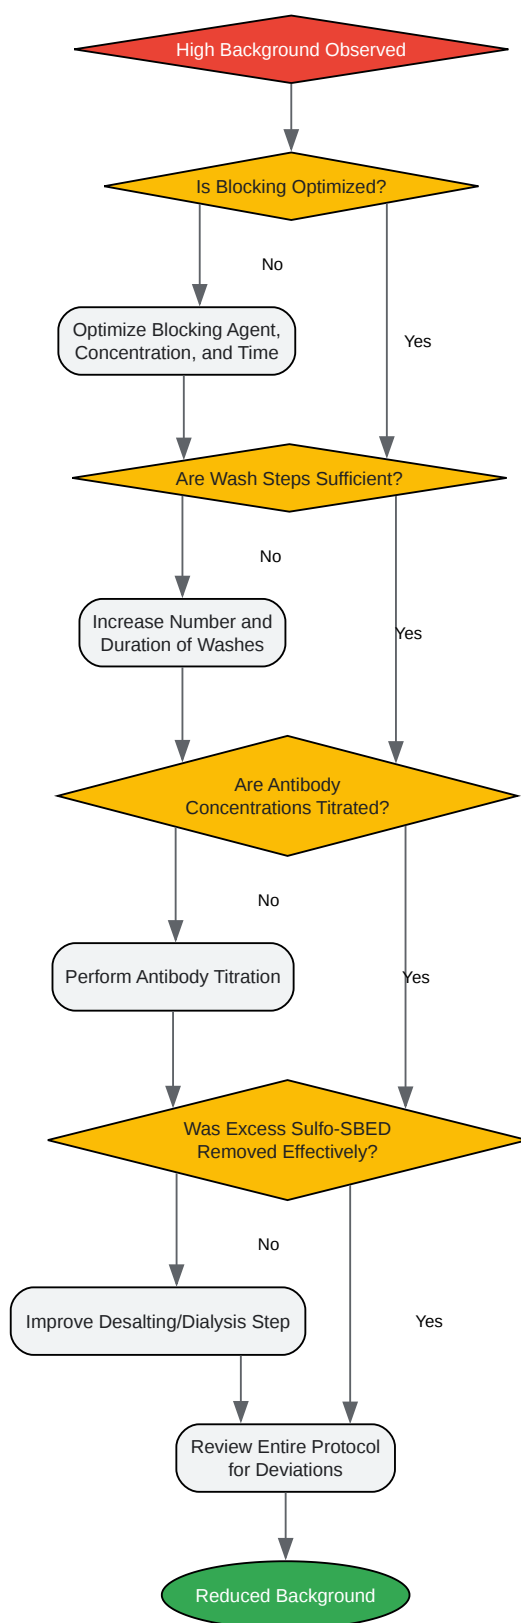 High Background Observed
Is Blocking Optimized?
No
Optimize Blocking Agent,
Concentration, and Time
Yes
Are Wash Steps Sufficient?
No
Increase Number and
Duration of Washes
Yes
Are Antibody
Concentrations Titrated?
No
Perform Antibody Titration
Yes
Was Excess Sulfo-SBED
Removed Effectively?
No
Improve Desalting/Dialysis Step
Yes
Review Entire Protocol
for Deviations
Reduced Background